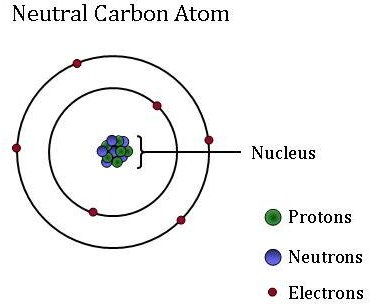 Neutral Carbon Atom
Nucleus
Protons
Neutrons
Electrons